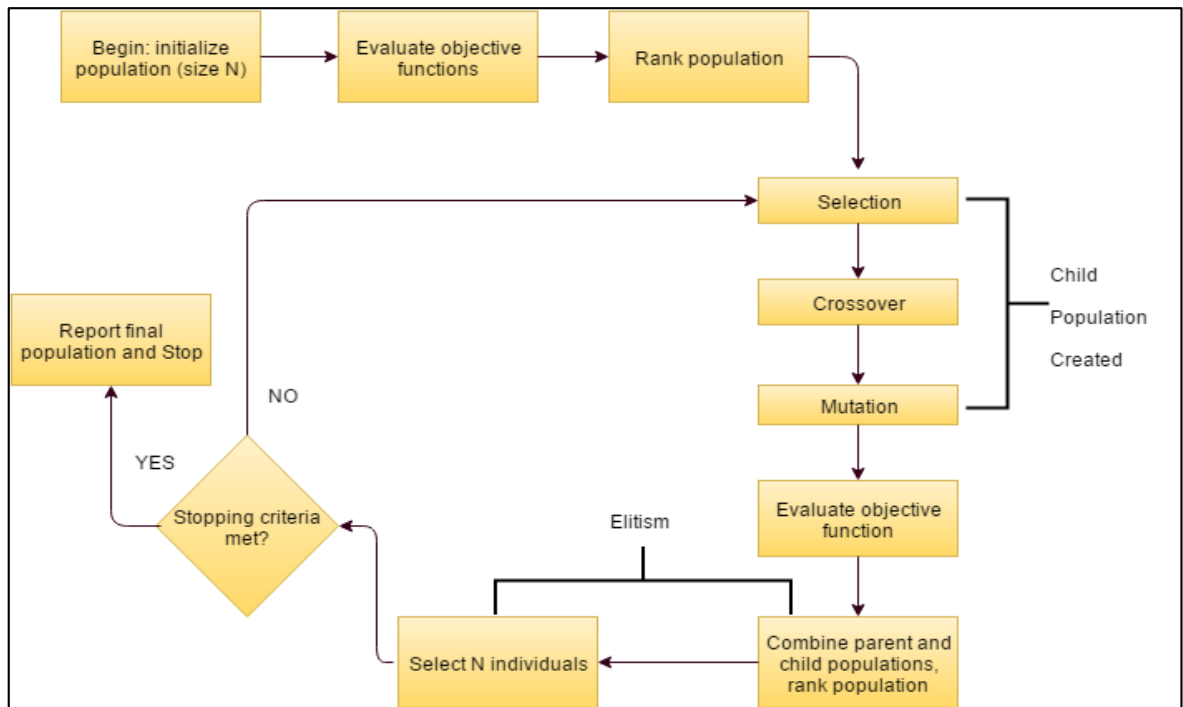 Begin: initialize
population (size N)
Evaluate objective
functions
Rank population
Selection
Crossover
Mutation
Child
Population
Created
Evaluate objective
function
Combine parent and
child populations,
rank population
Elitism
Select N individuals
Stopping criteria
met?
NO
YES
Report final
population and Stop